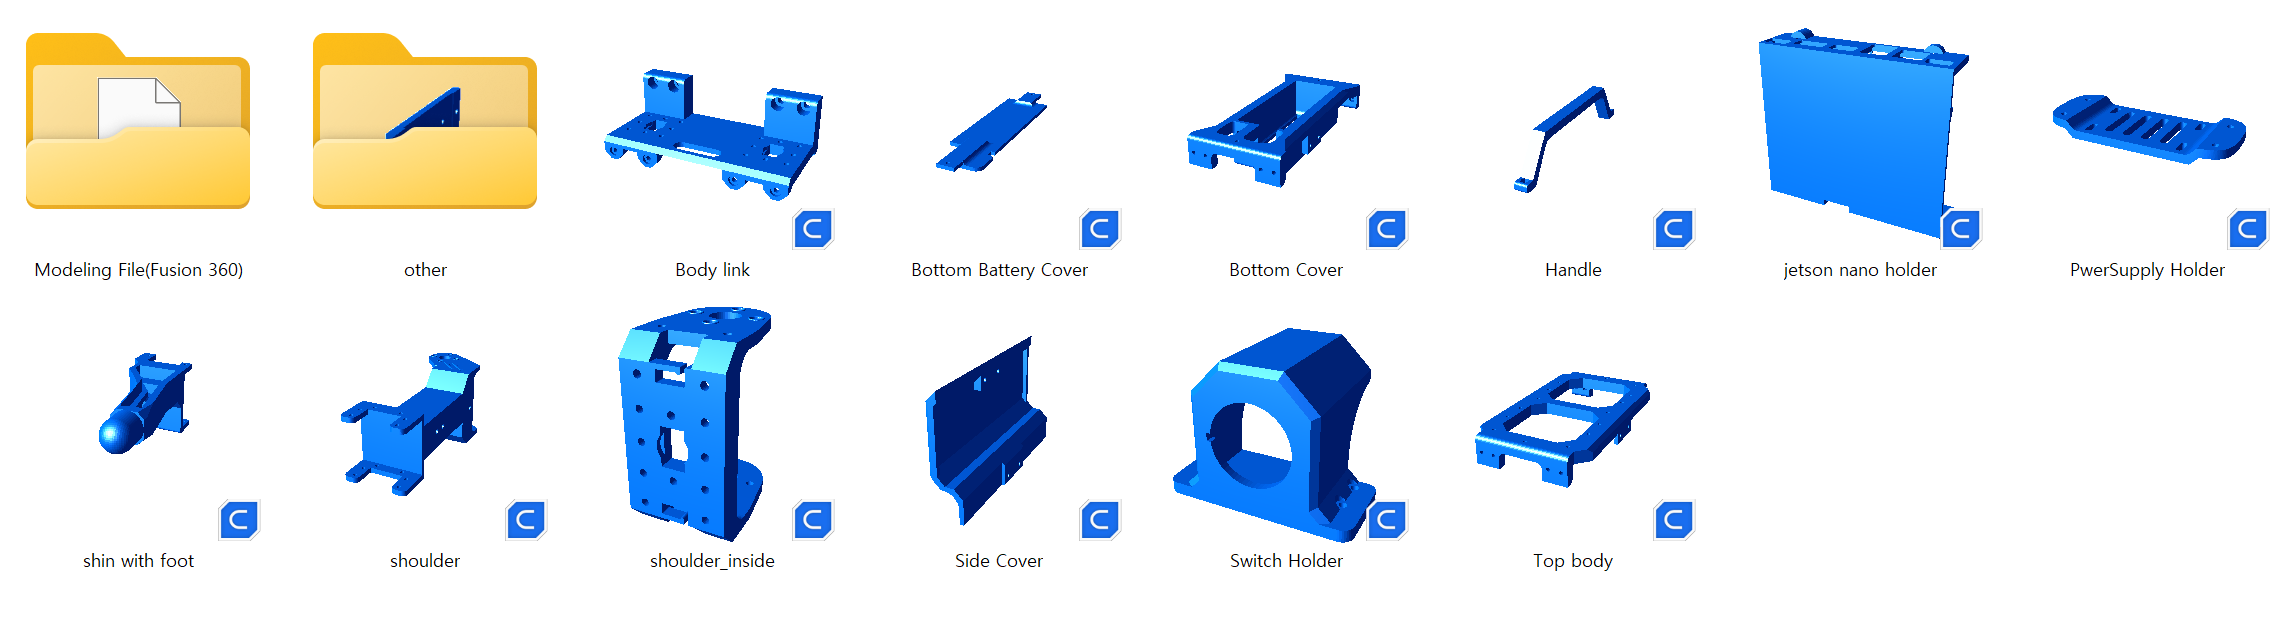 Modeling File(Fusion 360)
other
Body link
Bottom Battery Cover
Bottom Cover
Handle
jetson nano holder
PwerSupply Holder
shin with foot
shoulder
shoulder_inside
Side Cover
Switch Holder
Top body